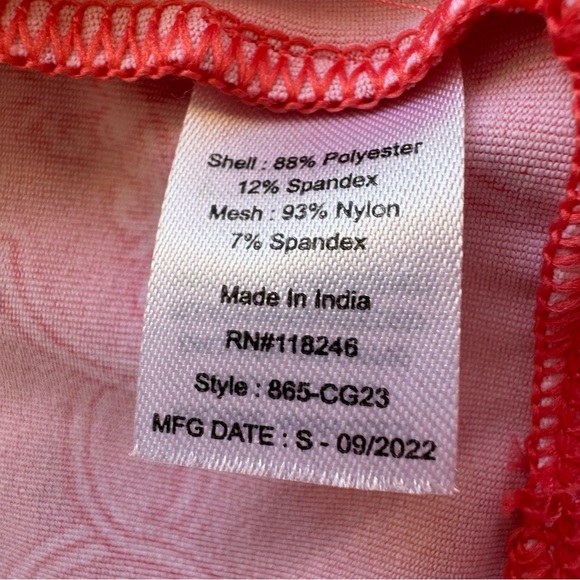 Shell : 88% Polyester
12% Spandex
Mesh : 93% Nylon
7% Spandex
Made In India
RN#118246
Style : 865-CG23
MFG DATE : S - 09/2022